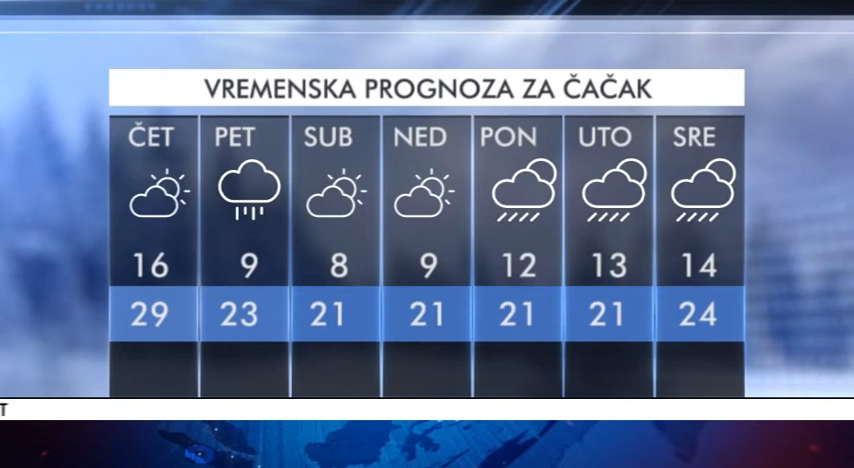 VREMENSKA PROGNOZA ZA ČAČAK
ČET PET SUB NED PON UTO SRE
16 9 8 9 12 13 14
29 23 21 21 21 21 24
T